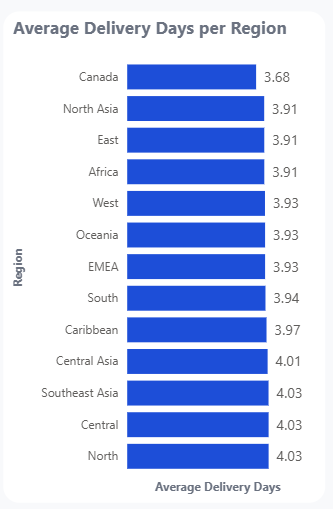 Average Delivery Days per Region
Canada 3.68
North Asia 3.91
East 3.91
Africa 3.91
West 3.93
Oceania 3.93
EMEA 3.93
South 3.94
Caribbean 3.97
Central Asia 4.01
Southeast Asia 4.03
Central 4.03
North 4.03
Region
Average Delivery Days